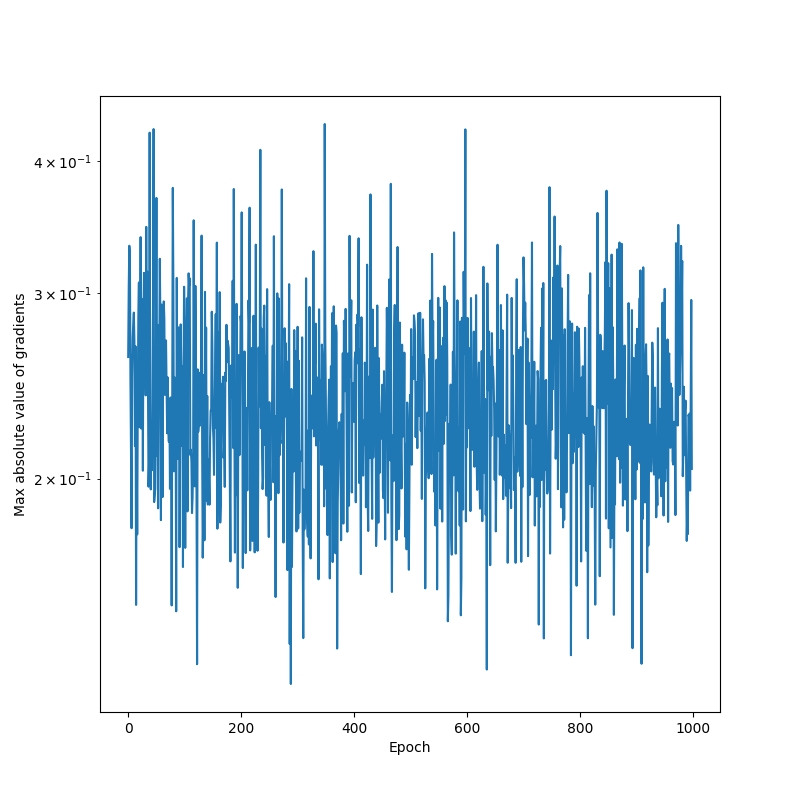 Max absolute value of gradients
4 × 10⁻¹
3 × 10⁻¹
2 × 10⁻¹
0 200 400 600 800 1000
Epoch